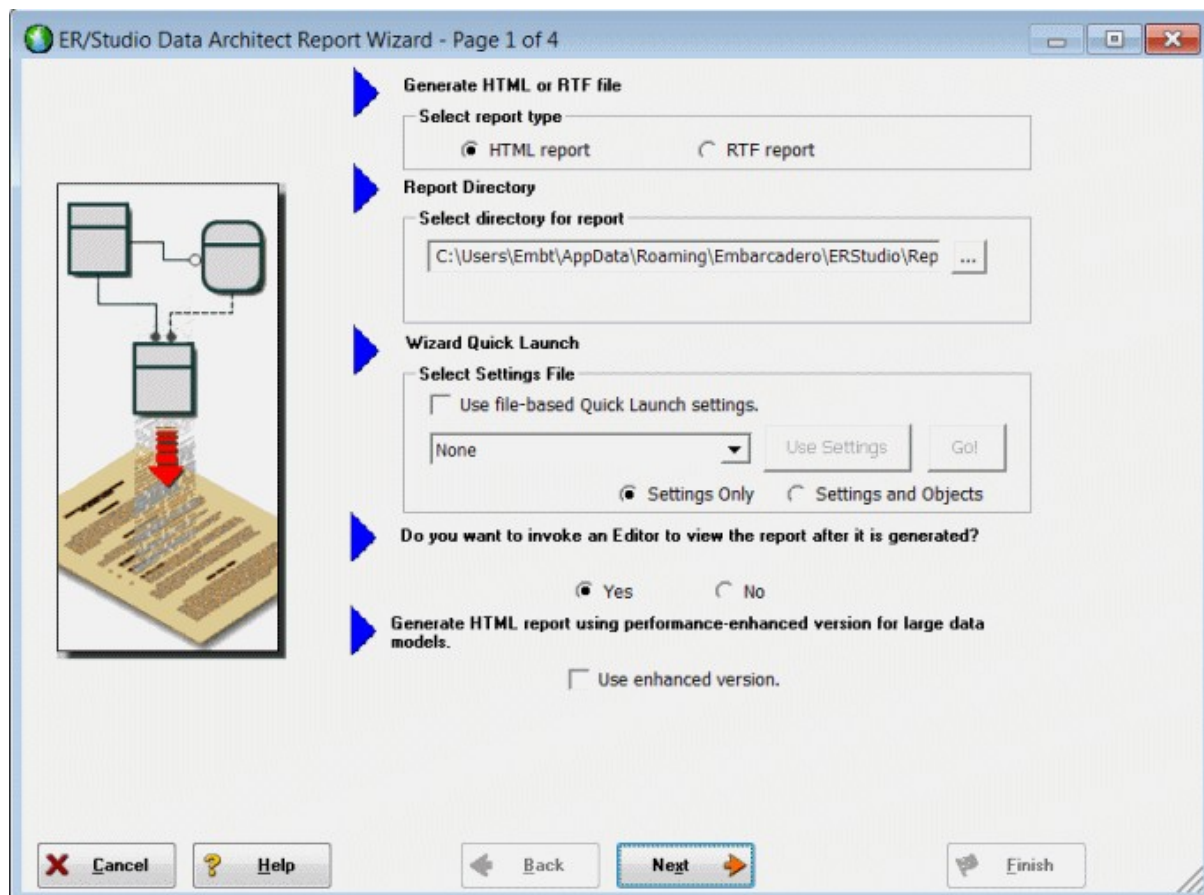 ER/Studio Data Architect Report Wizard - Page 1 of 4
Generate HTML or RTF file
Select report type
HTML report RTF report
Report Directory
Select directory for report
C:\Users\Embt\AppData\Roaming\Embarcadero\ERStudio\Rep ...
Wizard Quick Launch
Select Settings File
Use file-based Quick Launch settings.
None Use Settings Go!
Settings Only Settings and Objects
Do you want to invoke an Editor to view the report after it is generated?
Yes No
Generate HTML report using performance-enhanced version for large data
models.
Use enhanced version.
Cancel Help Back Next Finish